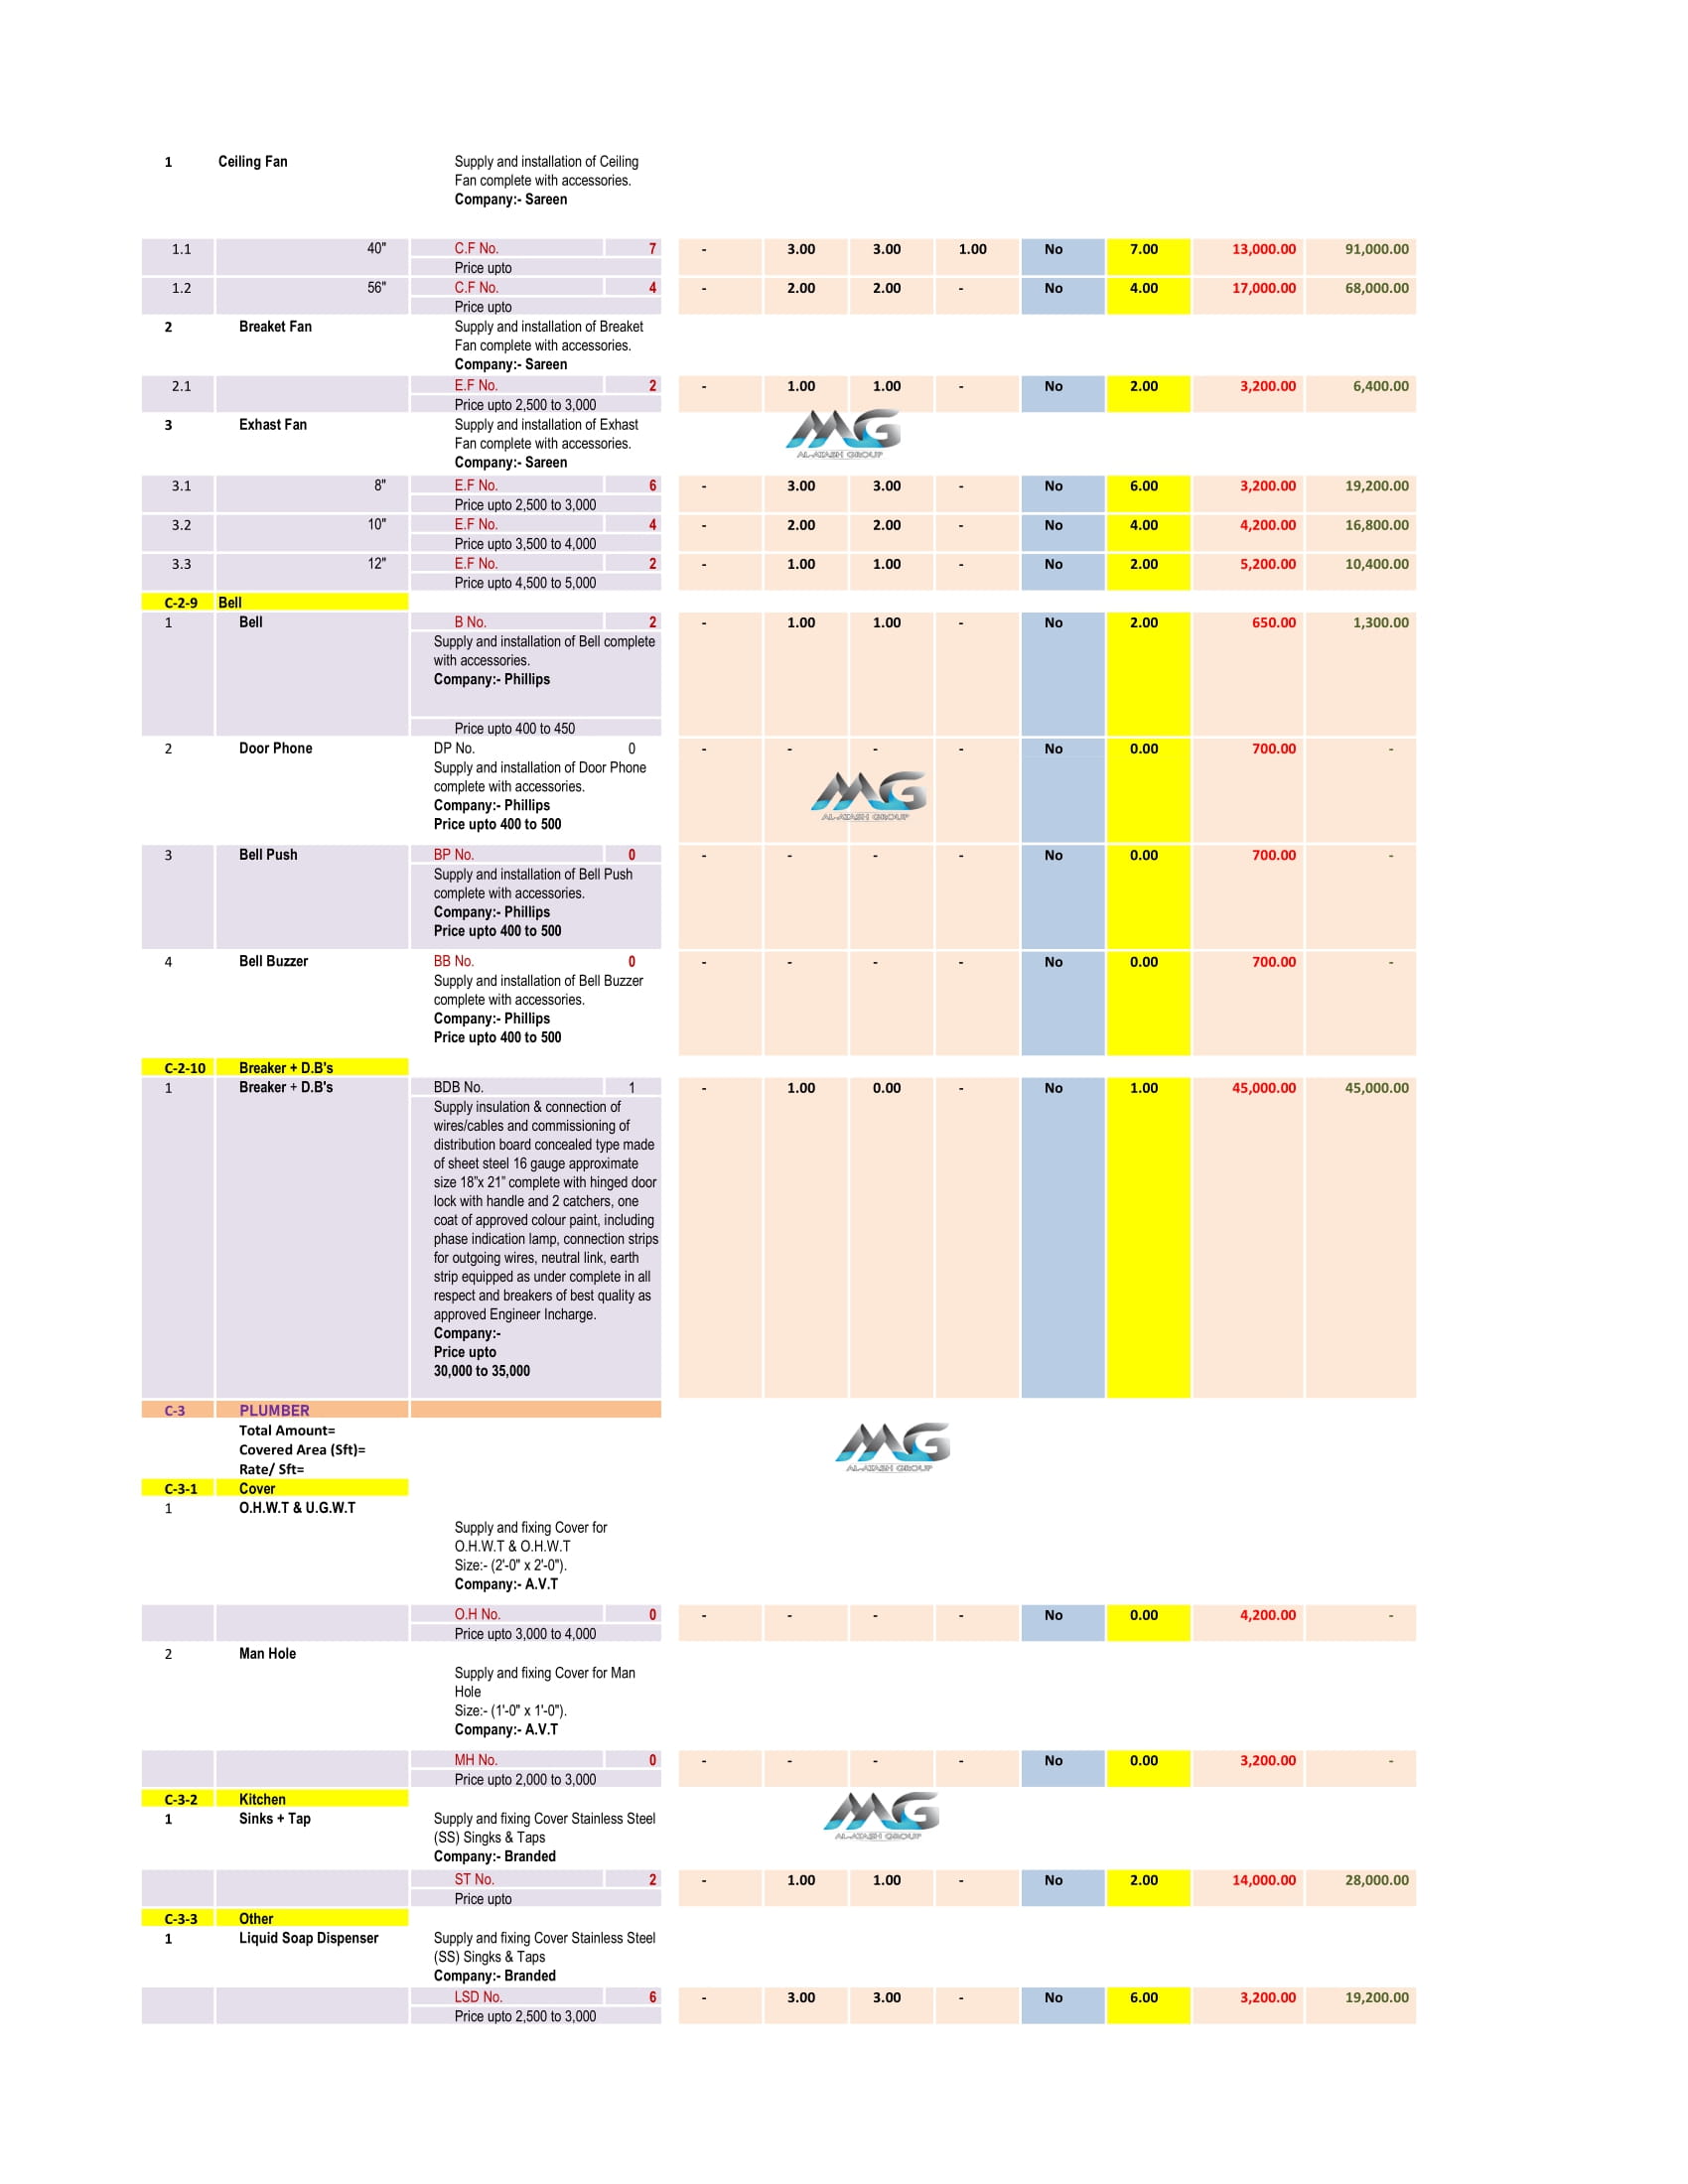 1 Ceiling Fan Supply and installation of Ceiling
Fan complete with accessories.
Company:- Sareen
1.1 40" C.F No. 7 - 3.00 3.00 1.00 No 7.00 13,000.00 91,000.00
Price upto
1.2 56" C.F No. 4 - 2.00 2.00 - No 4.00 17,000.00 68,000.00
Price upto
2 Breaket Fan Supply and installation of Breaket
Fan complete with accessories.
Company:- Sareen
2.1 E.F No. 2 - 1.00 1.00 - No 2.00 3,200.00 6,400.00
Price upto 2,500 to 3,000
3 Exhast Fan Supply and installation of Exhast
Fan complete with accessories.
Company:- Sareen
MG
AL-ATASH GROUP
3.1 8" E.F No. 6 - 3.00 3.00 - No 6.00 3,200.00 19,200.00
Price upto 2,500 to 3,000
3.2 10" E.F No. 4 - 2.00 2.00 - No 4.00 4,200.00 16,800.00
Price upto 3,500 to 4,000
3.3 12" E.F No. 2 - 1.00 1.00 - No 2.00 5,200.00 10,400.00
Price upto 4,500 to 5,000
C-2-9 Bell
1 Bell B No. 2 - 1.00 1.00 - No 2.00 650.00 1,300.00
Supply and installation of Bell complete
with accessories.
Company:- Phillips
Price upto 400 to 450
2 Door Phone DP No. 0 - - - - No 0.00 700.00 -
Supply and installation of Door Phone
complete with accessories.
Company:- Phillips
Price upto 400 to 500
MG
AL-ATASH GROUP
3 Bell Push BP No. 0 - - - - No 0.00 700.00 -
Supply and installation of Bell Push
complete with accessories.
Company:- Phillips
Price upto 400 to 500
4 Bell Buzzer BB No. 0 - - - - No 0.00 700.00 -
Supply and installation of Bell Buzzer
complete with accessories.
Company:- Phillips
Price upto 400 to 500
C-2-10 Breaker + D.B's
1 Breaker + D.B's BDB No. 1 - 1.00 0.00 - No 1.00 45,000.00 45,000.00
Supply insulation & connection of
wires/cables and commissioning of
distribution board concealed type made
of sheet steel 16 gauge approximate
size 18"x 21" complete with hinged door
lock with handle and 2 catchers, one
coat of approved colour paint, including
phase indication lamp, connection strips
for outgoing wires, neutral link, earth
strip equipped as under complete in all
respect and breakers of best quality as
approved Engineer Incharge.
Company:-
Price upto
30,000 to 35,000
C-3 PLUMBER
Total Amount=
Covered Area (Sft)=
Rate/ Sft=
MG
AL-ATASH GROUP
C-3-1 Cover
1 O.H.W.T & U.G.W.T
Supply and fixing Cover for
O.H.W.T & O.H.W.T
Size:- (2'-0" x 2'-0").
Company:- A.V.T
O.H No. 0 - - - - No 0.00 4,200.00 -
Price upto 3,000 to 4,000
2 Man Hole
Supply and fixing Cover for Man
Hole
Size:- (1'-0" x 1'-0").
Company:- A.V.T
MH No. 0 - - - - No 0.00 3,200.00 -
Price upto 2,000 to 3,000
C-3-2 Kitchen
1 Sinks + Tap Supply and fixing Cover Stainless Steel
(SS) Singks & Taps
Company:- Branded
MG
AL-ATASH GROUP
ST No. 2 - 1.00 1.00 - No 2.00 14,000.00 28,000.00
Price upto
C-3-3 Other
1 Liquid Soap Dispenser Supply and fixing Cover Stainless Steel
(SS) Singks & Taps
Company:- Branded
LSD No. 6 - 3.00 3.00 - No 6.00 3,200.00 19,200.00
Price upto 2,500 to 3,000